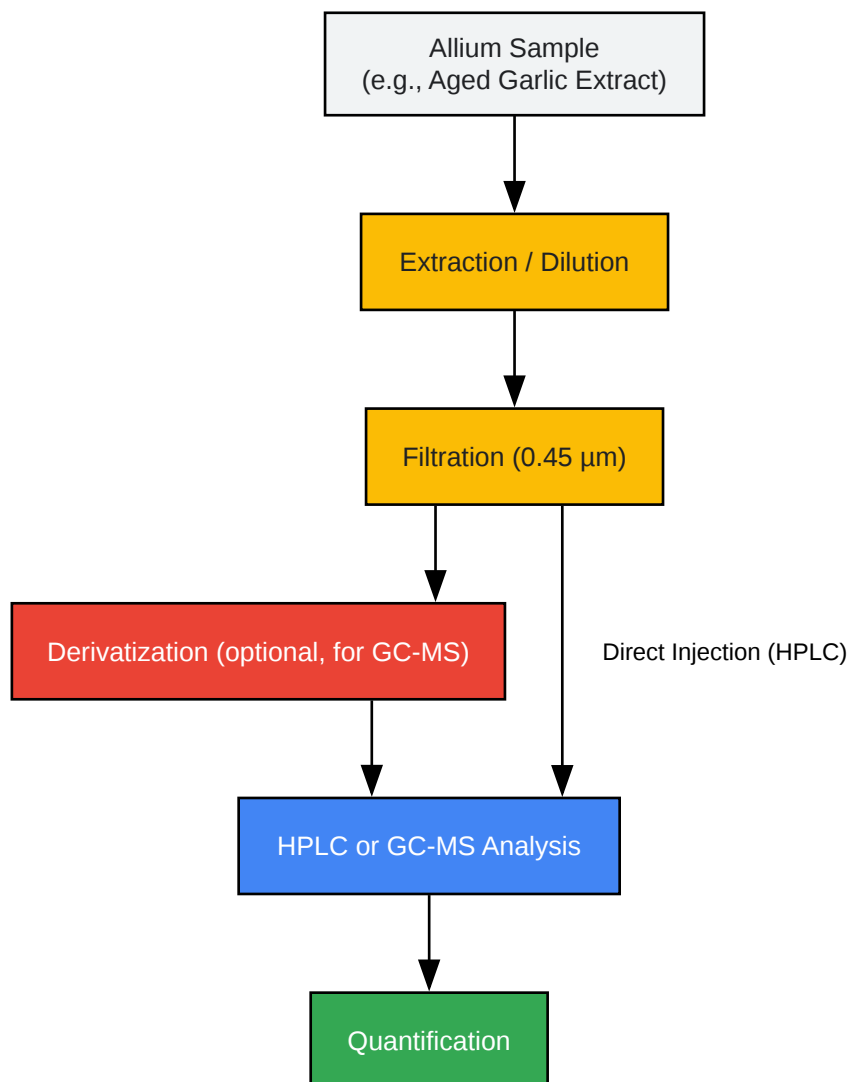 Allium Sample
(e.g., Aged Garlic Extract)
Extraction / Dilution
Filtration (0.45 µm)
Derivatization (optional, for GC-MS)
Direct Injection (HPLC)
HPLC or GC-MS Analysis
Quantification